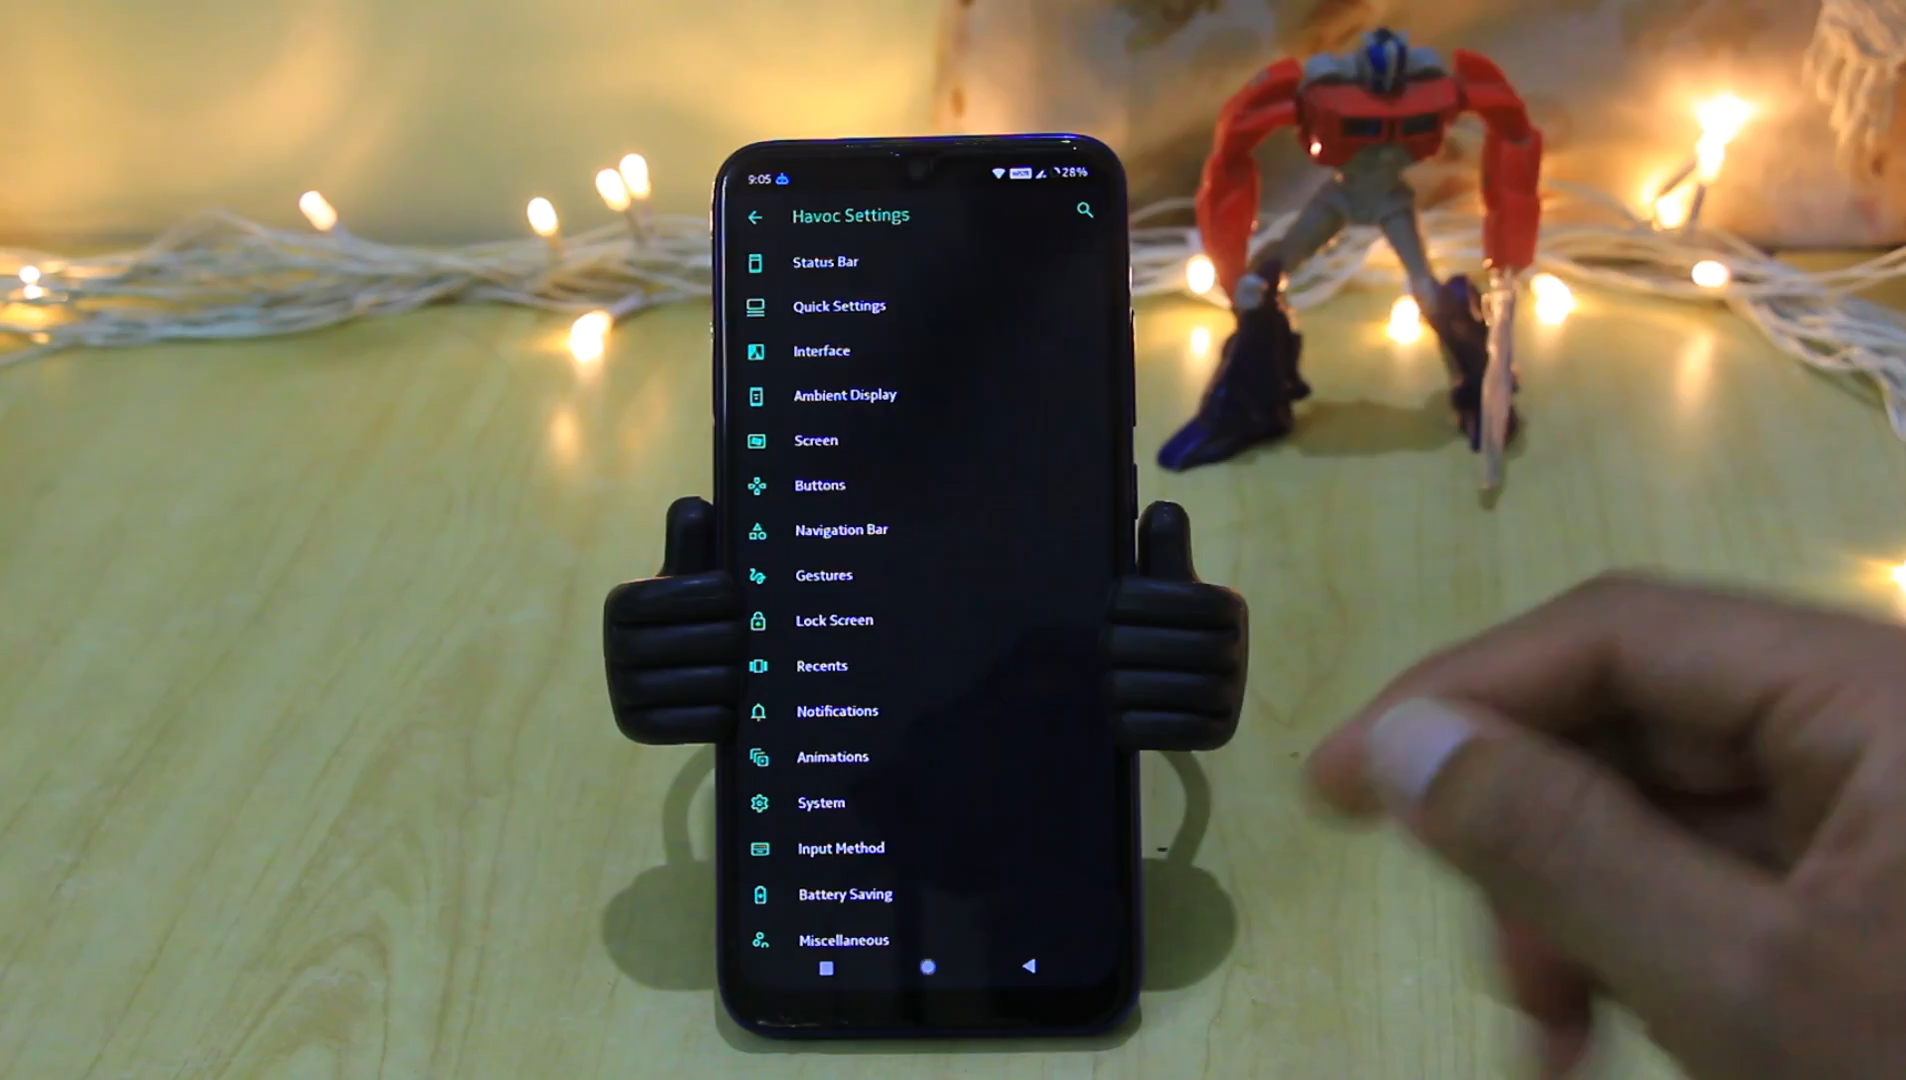 9:05 28%
Havoc Settings
Status Bar
Quick Settings
Interface
Ambient Display
Screen
Buttons
Navigation Bar
Gestures
Lock Screen
Recents
Notifications
Animations
System
Input Method
Battery Saving
Miscellaneous